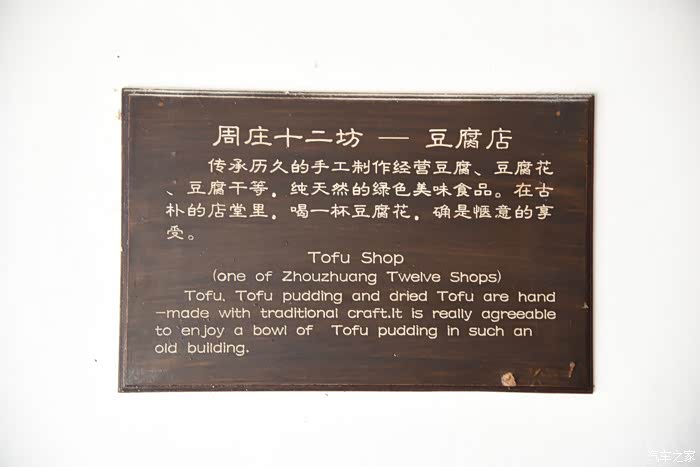 周庄十二坊 — 豆腐店
传承历久的手工制作经营豆腐、豆腐花
、豆腐干等。纯天然的绿色美味食品。在古
朴的店堂里，喝一杯豆腐花，确是惬意的享
受。
Tofu Shop
(one of Zhouzhuang Twelve Shops)
Tofu, Tofu pudding and dried Tofu are hand
-made with traditional craft.It is really agreeable
to enjoy a bowl of Tofu pudding in such an
old building.
汽车之家